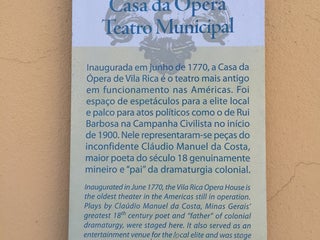 Casa da Ópera
Teatro Municipal
Inaugurada em junho de 1770, a Casa da
Ópera de Vila Rica é o teatro mais antigo
em funcionamento nas Américas. Foi
espaço de espetáculos para a elite local
e palco para atos políticos como o de Rui
Barbosa na Campanha Civilista no início
de 1900. Nele representaram-se peças do
inconfidente Cláudio Manuel da Costa,
maior poeta do século 18 genuinamente
mineiro e "pai" da dramaturgia colonial.
Inaugurated in June 1770, the Vila Rica Opera House is
the oldest theater in the Americas still in operation.
Plays by Claúdio Manuel da Costa, Minas Gerais'
greatest 18th century poet and "father" of colonial
dramaturgy, were staged here. It also served as an
entertainment venue for the local elite and was stage